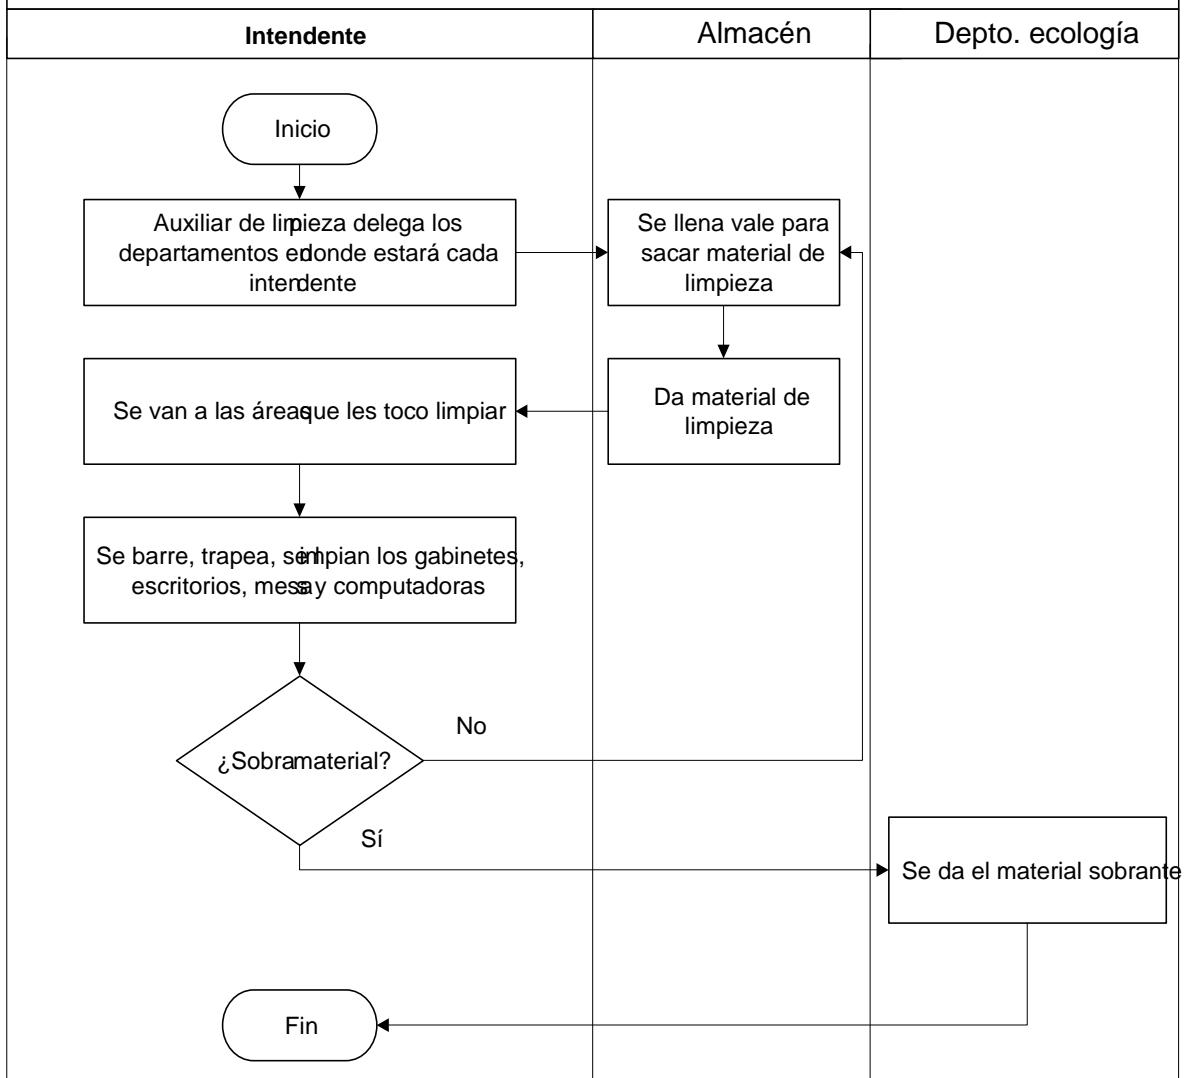 Intendente
Almacén
Depto. ecología
Inicio
Auxiliar de limpieza delega los
departamentos en donde estará cada
intendente
Se llena vale para
sacar material de
limpieza
Se van a las áreas que les toco limpiar
Da material de
limpieza
Se barre, trapea, se limpian los gabinetes,
escritorios, mesas y computadoras
¿Sobra material?
No
Sí
Se da el material sobrante
Fin